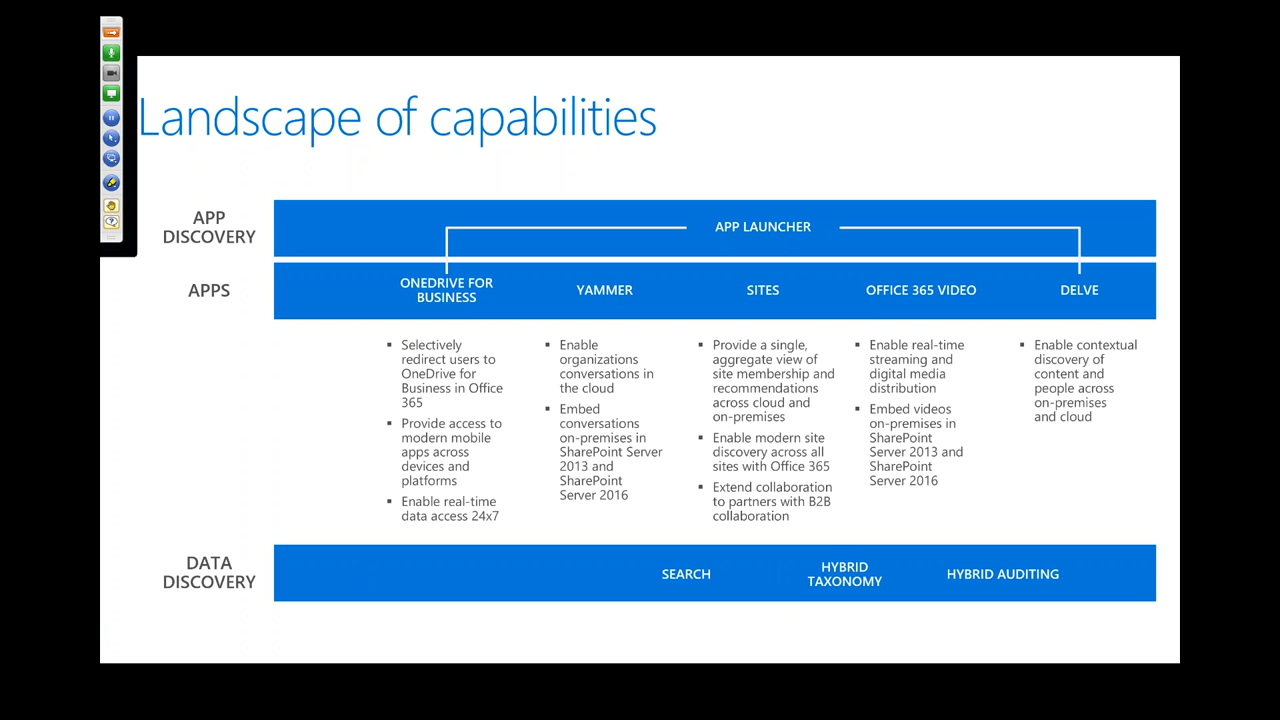 Landscape of capabilities
APP
DISCOVERY
APP LAUNCHER
APPS
ONEDRIVE FOR
BUSINESS
YAMMER
SITES
OFFICE 365 VIDEO
DELVE
▪ Selectively
redirect users to
OneDrive for
Business in Office
365
▪ Provide access to
modern mobile
apps across
devices and
platforms
▪ Enable real-time
data access 24x7
▪ Enable
organizations
conversations in
the cloud
▪ Embed
conversations
on-premises in
SharePoint Server
2013 and
SharePoint
Server 2016
▪ Provide a single,
aggregate view of
site membership and
recommendations
across cloud and
on-premises
▪ Enable modern site
discovery across all
sites with Office 365
▪ Extend collaboration
to partners with B2B
collaboration
▪ Enable real-time
streaming and
digital media
distribution
▪ Embed videos
on-premises in
SharePoint
Server 2013 and
SharePoint
Server 2016
▪ Enable contextual
discovery of
content and
people across
on-premises
and cloud
DATA
DISCOVERY
SEARCH
HYBRID
TAXONOMY
HYBRID AUDITING